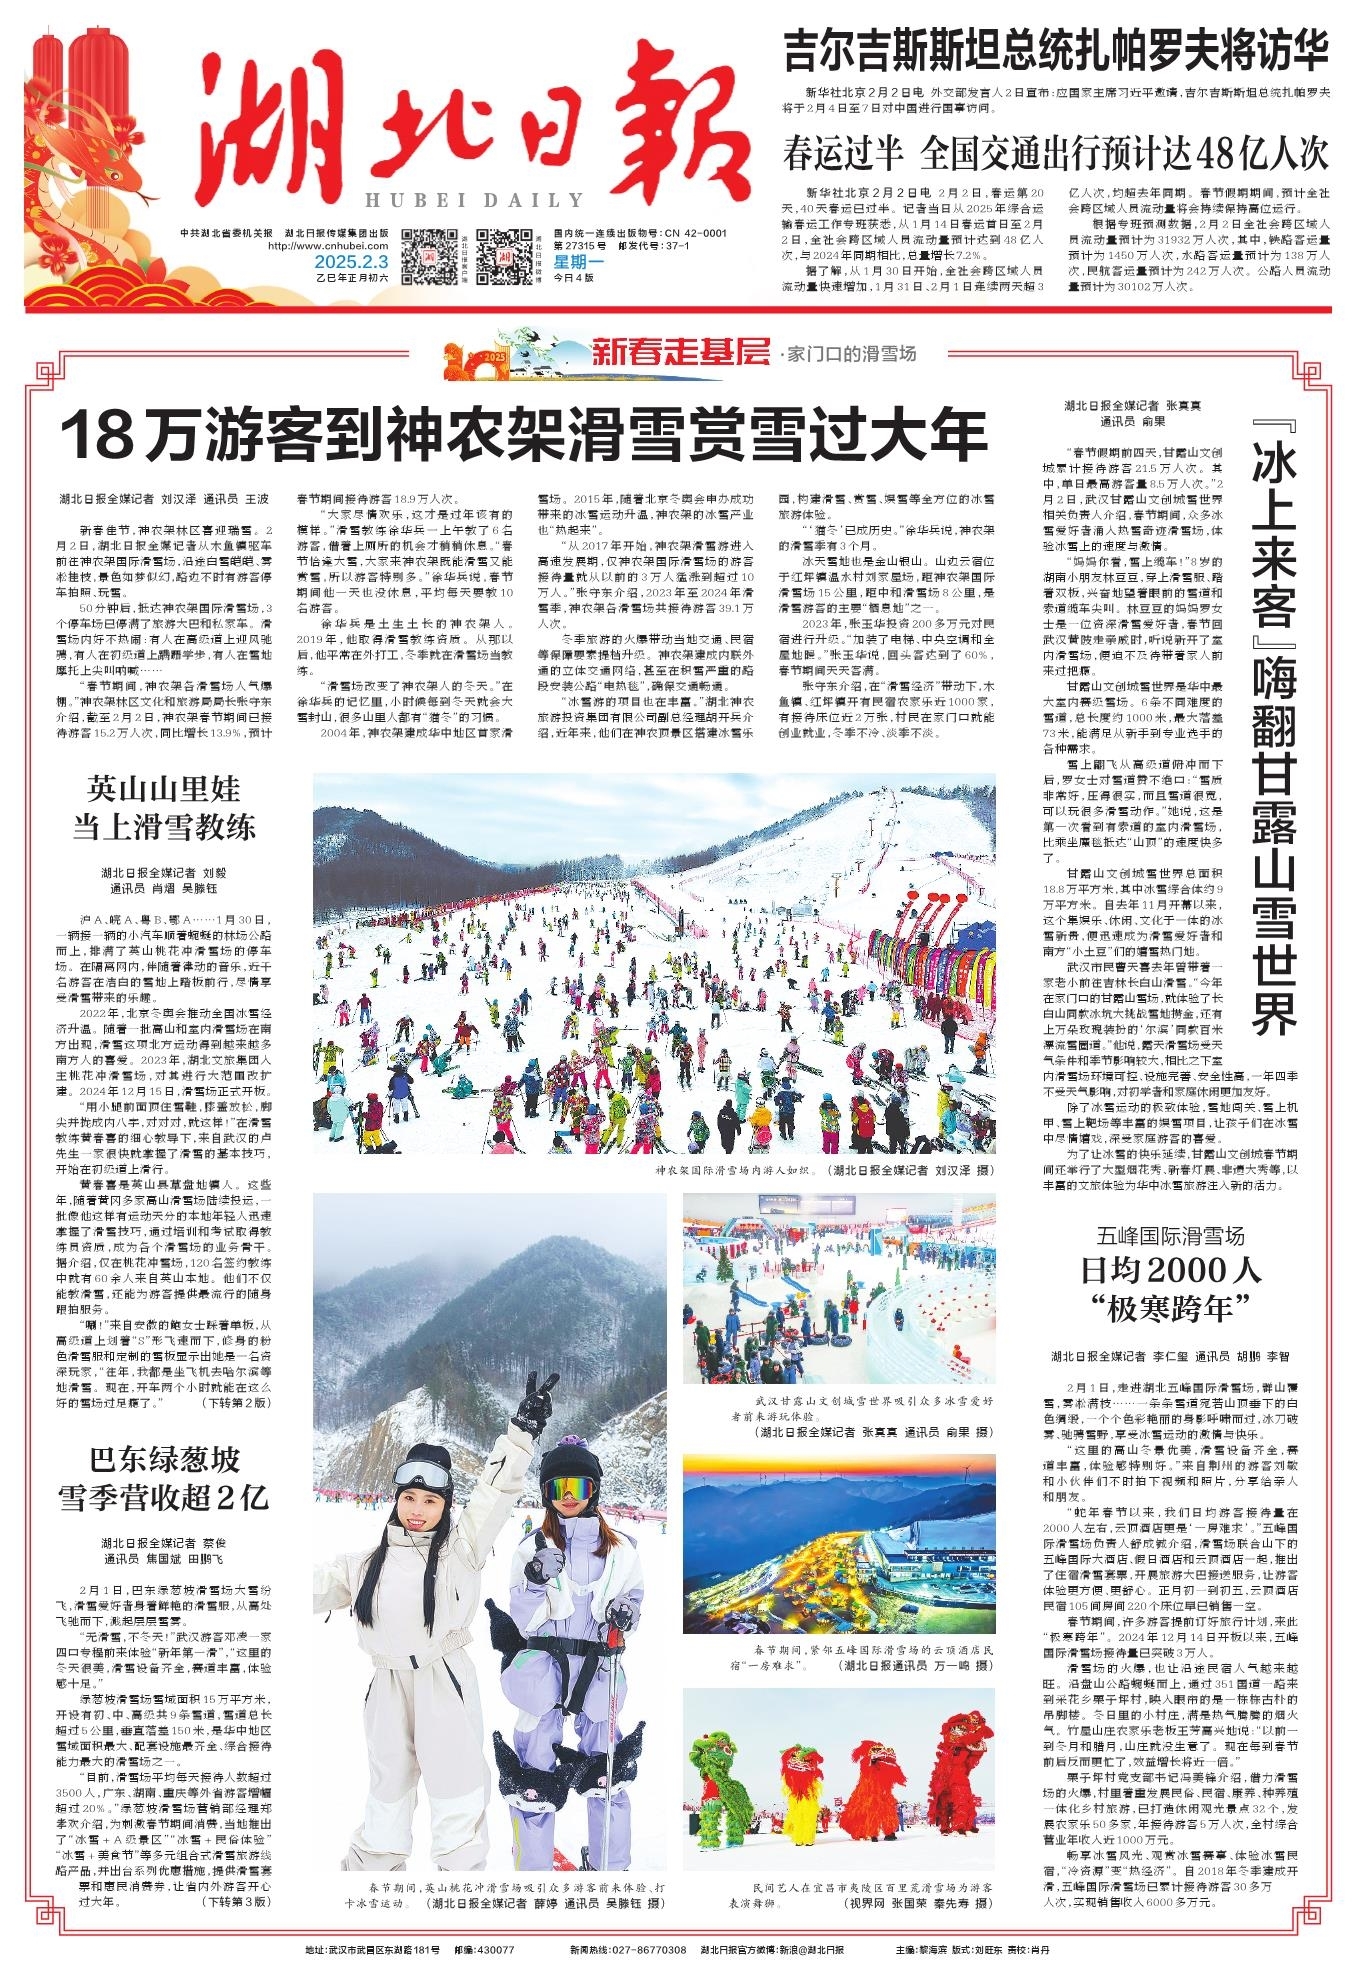 湖北日報
HUBEI DAILY
中共湖北省委机关报 湖北日报传媒集团出版
http://www.cnhubei.com
2025.2.3
乙巳年正月初六
湖北日报客户端
湖北日报微博
国内统一连续出版物号:CN 42-0001
第27315号 邮发代号:37-1
星期一
今日4版
吉尔吉斯斯坦总统扎帕罗夫将访华
新华社北京2月2日电 外交部发言人2日宣布:应国家主席习近平邀请,吉尔吉斯斯坦总统扎帕罗夫
将于2月4日至7日对中国进行国事访问。
春运过半 全国交通出行预计达48亿人次
新华社北京2月2日电 2月2日,春运第20
天,40天春运已过半。记者当日从2025年综合运
输春运工作专班获悉,从1月14日春运首日至2月
2日,全社会跨区域人员流动量预计达到48亿人
次,与2024年同期相比,总量增长7.2%。
据了解,从1月30日开始,全社会跨区域人员
流动量快速增加,1月31日、2月1日连续两天超3
亿人次,均超去年同期。春节假期期间,预计全社
会跨区域人员流动量将会持续保持高位运行。
根据专班预测数据,2月2日全社会跨区域人
员流动量预计为31932万人次,其中,铁路客运量
预计为1450万人次,水路客运量预计为138万人
次,民航客运量预计为242万人次。公路人员流动
量预计为30102万人次。
2025
新春走基层
·家门口的滑雪场
18万游客到神农架滑雪赏雪过大年
湖北日报全媒记者 刘汉泽 通讯员 王波
新春佳节,神农架林区喜迎瑞雪。2
月2日,湖北日报全媒记者从木鱼镇驱车
前往神农架国际滑雪场,沿途白雪皑皑、雾
凇挂枝,景色如梦似幻,路边不时有游客停
车拍照、玩雪。
50分钟后,抵达神农架国际滑雪场,3
个停车场已停满了旅游大巴和私家车。滑
雪场内好不热闹:有人在高级道上迎风驰
骋,有人在初级道上蹒跚学步,有人在雪地
摩托上尖叫呐喊……
“春节期间,神农架各滑雪场人气爆
棚。”神农架林区文化和旅游局局长张守东
介绍,截至2月2日,神农架春节期间已接
待游客15.2万人次,同比增长13.9%,预计
春节期间接待游客18.9万人次。
“大家尽情欢乐,这才是过年该有的
模样。”滑雪教练徐华兵一上午教了6名
游客,借着上厕所的机会才稍稍休息。“春
节恰逢大雪,大家来神农架既能滑雪又能
赏雪,所以游客特别多。”徐华兵说,春节
期间他一天也没休息,平均每天要教10
名游客。
徐华兵是土生土长的神农架人。
2019年,他取得滑雪教练资质。从那以
后,他平常在外打工,冬季就在滑雪场当教
练。
“滑雪场改变了神农架人的冬天。”在
徐华兵的记忆里,小时候每到冬天就会大
雪封山,很多山里人都有“猫冬”的习惯。
2004年,神农架建成华中地区首家滑
雪场。2015年,随着北京冬奥会申办成功
带来的冰雪运动升温,神农架的冰雪产业
也“热起来”。
“从2017年开始,神农架滑雪游进入
高速发展期,仅神农架国际滑雪场的游客
接待量就从以前的3万人猛涨到超过10
万人。”张守东介绍,2023年至2024年滑
雪季,神农架各滑雪场共接待游客39.1万
人次。
冬季旅游的火爆带动当地交通、民宿
等保障要素提档升级。神农架建成内联外
通的立体交通网络,甚至在积雪严重的路
段安装公路“电热毯”,确保交通畅通。
“冰雪游的项目也在丰富。”湖北神农
旅游投资集团有限公司副总经理胡开兵介
绍,近年来,他们在神农顶景区搭建冰雪乐
园,构建滑雪、赏雪、娱雪等全方位的冰雪
旅游体验。
“‘猫冬’已成历史。”徐华兵说,神农架
的滑雪季有3个月。
冰天雪地也是金山银山。山边云宿位
于红坪镇温水村刘家屋场,距神农架国际
滑雪场15公里,距中和滑雪场8公里,是
滑雪游客的主要“栖息地”之一。
2023年,张玉华投资200多万元对民
宿进行升级。“加装了电梯、中央空调和全
屋地暖。”张玉华说,回头客达到了60%,
春节期间天天客满。
张守东介绍,在“滑雪经济”带动下,木
鱼镇、红坪镇开有民宿农家乐近1000家,
有接待床位近2万张,村民在家门口就能
创业就业,冬季不冷、淡季不淡。
英山山里娃
当上滑雪教练
湖北日报全媒记者 刘毅
通讯员 肖熠 吴滕钰
沪A、皖A、粤B、鄂A……1月30日,
一辆接一辆的小汽车顺着蜿蜒的林场公路
而上,排满了英山桃花冲滑雪场的停车
场。在隔离网内,伴随着律动的音乐,近千
名游客在洁白的雪地上踏板前行,尽情享
受滑雪带来的乐趣。
2022年,北京冬奥会推动全国冰雪经
济升温。随着一批高山和室内滑雪场在南
方出现,滑雪这项北方运动得到越来越多
南方人的喜爱。2023年,湖北文旅集团入
主桃花冲滑雪场,对其进行大范围改扩
建。2024年12月15日,滑雪场正式开板。
“用小腿前面顶住雪鞋,膝盖放松,脚
尖并拢成内八字,对对对,就这样!”在滑雪
教练黄春喜的细心教导下,来自武汉的卢
先生一家很快就掌握了滑雪的基本技巧,
开始在初级道上滑行。
黄春喜是英山县草盘地镇人。这些
年,随着黄冈多家高山滑雪场陆续投运,一
批像他这样有运动天分的本地年轻人迅速
掌握了滑雪技巧,通过培训和考试取得教
练员资质,成为各个滑雪场的业务骨干。
据介绍,仅在桃花冲雪场,120名签约教练
中就有60余人来自英山本地。他们不仅
能教滑雪,还能为游客提供最流行的随身
跟拍服务。
“唰!”来自安徽的鲍女士踩着单板,从
高级道上划着“S”形飞速而下,修身的粉
色滑雪服和定制的雪板显示出她是一名资
深玩家,“往年,我都是坐飞机去哈尔滨等
地滑雪。现在,开车两个小时就能在这么
好的雪场过足瘾了。” (下转第2版)
巴东绿葱坡
雪季营收超2亿
湖北日报全媒记者 蔡俊
通讯员 焦国斌 田鹏飞
2月1日,巴东绿葱坡滑雪场大雪纷
飞,滑雪爱好者身着鲜艳的滑雪服,从高处
飞驰而下,溅起层层雪雾。
“无滑雪,不冬天!”武汉游客邓凌一家
四口专程前来体验“新年第一滑”,“这里的
冬天很美,滑雪设备齐全,赛道丰富,体验
感十足。”
绿葱坡滑雪场雪域面积15万平方米,
开设有初、中、高级共9条雪道,雪道总长
超过5公里,垂直落差150米,是华中地区
雪域面积最大、配套设施最齐全、综合接待
能力最大的滑雪场之一。
“目前,滑雪场平均每天接待人数超过
3500人,广东、湖南、重庆等外省游客增幅
超过20%。”绿葱坡滑雪场营销部经理郑
孝欢介绍,为刺激春节期间消费,当地推出
了“冰雪+A级景区”“冰雪+民俗体验”
“冰雪+美食节”等多元组合式滑雪旅游线
路产品,并出台系列优惠措施,提供滑雪套
票和惠民消费券,让省内外游客开心
过大年。 (下转第3版)
神农架国际滑雪场内游人如织。 (湖北日报全媒记者 刘汉泽 摄)
春节期间,英山桃花冲滑雪场吸引众多游客前来体验、打
卡冰雪运动。 (湖北日报全媒记者 薛婷 通讯员 吴滕钰 摄)
武汉甘露山文创城雪世界吸引众多冰雪爱好
者前来游玩体验。
(湖北日报全媒记者 张真真 通讯员 俞果 摄)
春节期间,紧邻五峰国际滑雪场的云顶酒店民
宿“一房难求”。 (湖北日报通讯员 万一鸣 摄)
民间艺人在宜昌市夷陵区百里荒滑雪场为游客
表演舞狮。 (视界网 张国荣 秦先寿 摄)
『冰上来客』嗨翻甘露山雪世界
湖北日报全媒记者 张真真
通讯员 俞果
“春节假期前四天,甘露山文创
城累计接待游客21.5万人次。其
中,单日最高游客量8.5万人次。”2
月2日,武汉甘露山文创城雪世界
相关负责人介绍,春节期间,众多冰
雪爱好者涌入热雪奇迹滑雪场,体
验冰雪上的速度与激情。
“妈妈你看,雪上缆车!”8岁的
湖南小朋友林豆豆,穿上滑雪服、踏
着双板,兴奋地望着眼前的雪道和
索道缆车尖叫。林豆豆的妈妈罗女
士是一位资深滑雪爱好者,春节回
武汉黄陂走亲戚时,听说新开了室
内滑雪场,便迫不及待带着家人前
来过把瘾。
甘露山文创城雪世界是华中最
大室内赛级雪场。6条不同难度的
雪道,总长度约1000米,最大落差
73米,能满足从新手到专业选手的
各种需求。
雪上翻飞从高级道俯冲而下
后,罗女士对雪道赞不绝口:“雪质
非常好,压得很实,而且雪道很宽,
可以玩很多滑雪动作。”她说,这是
第一次看到有索道的室内滑雪场,
比乘坐魔毯抵达“山顶”的速度快多
了。
甘露山文创城雪世界总面积
18.8万平方米,其中冰雪综合体约9
万平方米。自去年11月开幕以来,
这个集娱乐、休闲、文化于一体的冰
雪新贵,便迅速成为滑雪爱好者和
南方“小土豆”们的嬉雪热门地。
武汉市民曹天喜去年曾带着一
家老小前往吉林长白山滑雪。“今年
在家门口的甘露山雪场,就体验了长
白山同款冰坑大挑战雪地捞金,还有
上万朵玫瑰装扮的‘尔滨’同款百米
漂流雪圈道。”他说,露天滑雪场受天
气条件和季节影响较大,相比之下室
内滑雪场环境可控、设施完善、安全性高,一年四季
不受天气影响,对初学者和家庭休闲更加友好。
除了冰雪运动的极致体验,雪地闯关、雪上机
甲、雪上靶场等丰富的娱雪项目,让孩子们在冰雪
中尽情嬉戏,深受家庭游客的喜爱。
为了让冰雪的快乐延续,甘露山文创城春节期
间还举行了大型烟花秀、新春灯展、非遗大秀等,以
丰富的文旅体验为华中冰雪旅游注入新的活力。
五峰国际滑雪场
日均2000人
“极寒跨年”
湖北日报全媒记者 李仁玺 通讯员 胡鹏 李智
2月1日,走进湖北五峰国际滑雪场,群山覆
雪,雾凇满枝……一条条雪道宛若山顶垂下的白
色绸缎,一个个色彩艳丽的身影呼啸而过,冰刀破
雾、驰骋雪野,享受冰雪运动的激情与快乐。
“这里的高山冬景优美,滑雪设备齐全,赛
道丰富,体验感特别好。”来自荆州的游客刘敏
和小伙伴们不时拍下视频和照片,分享给亲人
和朋友。
“蛇年春节以来,我们日均游客接待量在
2000人左右,云顶酒店更是‘一房难求’。”五峰国
际滑雪场负责人舒成诚介绍,滑雪场联合山下的
五峰国际大酒店、假日酒店和云顶酒店一起,推出
了住宿滑雪套票,开展旅游大巴接送服务,让游客
体验更方便、更舒心。正月初一到初五,云顶酒店
民宿105间房间220个床位早已销售一空。
春节期间,许多游客提前订好旅行计划,来此
“极寒跨年”。2024年12月14日开板以来,五峰
国际滑雪场接待量已突破3万人。
滑雪场的火爆,也让沿途民宿人气越来越
旺。沿盘山公路蜿蜒而上,通过351国道一路来
到采花乡栗子坪村,映入眼帘的是一栋栋古朴的
吊脚楼。冬日里的小村庄,满是热气腾腾的烟火
气。竹屋山庄农家乐老板王芳高兴地说:“以前一
到冬月和腊月,山庄就没生意了。现在每到春节
前后反而更忙了,效益增长将近一倍。”
栗子坪村党支部书记冯美锋介绍,借力滑雪
场的火爆,村里着重发展民俗、民宿、康养、种养殖
一体化乡村旅游,已打造休闲观光景点32个,发
展农家乐50多家,年接待游客5万人次,全村综合
营业年收入近1000万元。
畅享冰雪风光、观赏冰雪赛事、体验冰雪民
宿,“冷资源”变“热经济”。自2018年冬季建成开
滑,五峰国际滑雪场已累计接待游客30多万
人次,实现销售收入6000多万元。
地址:武汉市武昌区东湖路181号 邮编:430077 新闻热线:027-86770308 湖北日报官方微博:新浪@湖北日报 主编:黎海滨 版式:刘旺东 责校:肖丹